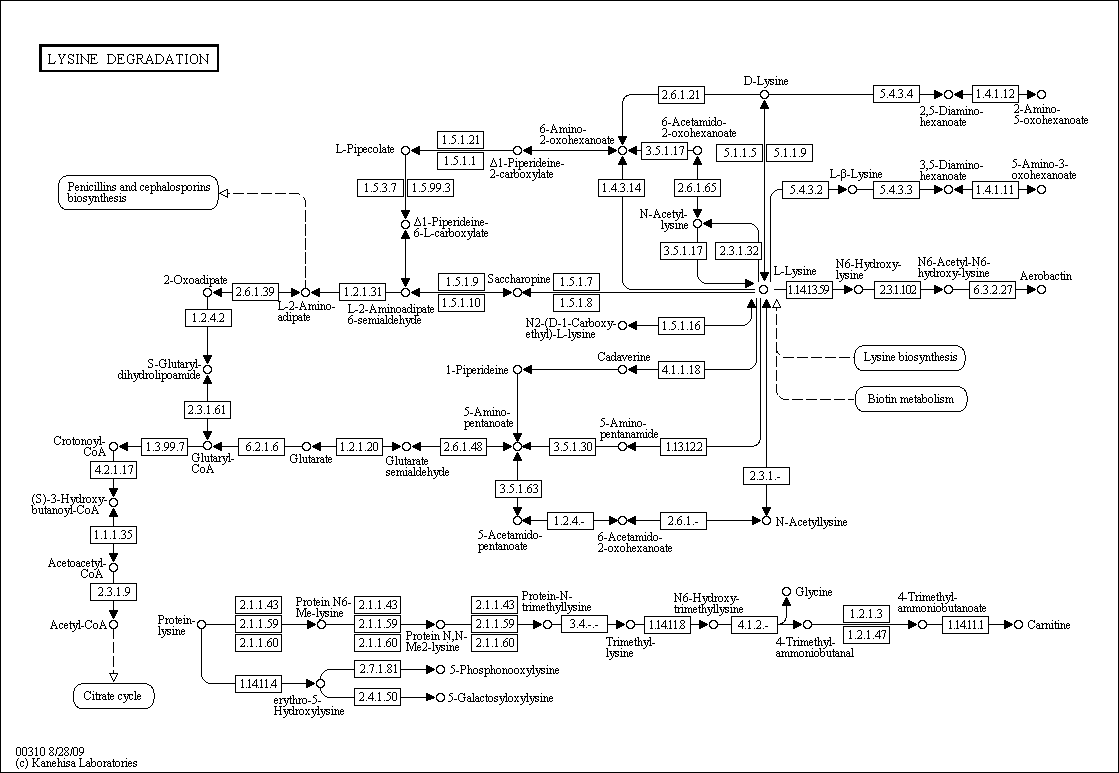 LYSINE DEGRADATION
D-Lysine
2.6.1.21
5.4.3.4
1.4.1.12
2,5-Diamino-
hexanoate
2-Amino-
5-oxohexanoate
6-Amino-
2-oxohexanoate
6-Acetamido-
2-oxohexanoate
1.5.1.21
L-Pipecolate
1.5.1.1
Δ1-Piperideine-
2-carboxylate
3.5.1.17
5.1.1.5
5.1.1.9
Penicillins and cephalosporins
biosynthesis
1.5.3.7
1.5.99.3
1.4.3.14
2.6.1.65
L-β-Lysine
5.4.3.2
5.4.3.3
3,5-Diamino-
hexanoate
1.4.1.11
5-Amino-3-
oxohexanoate
Δ1-Piperideine-
6-L-carboxylate
N-Acetyl-
lysine
3.5.1.17
2.3.1.32
2-Oxoadipate
2.6.1.39
L-2-Amino-
adipate
1.2.1.31
L-2-Aminoadipate
6-semialdehyde
1.5.1.9
1.5.1.10
Saccharopine
1.5.1.7
1.5.1.8
L-Lysine
1.14.13.59
N6-Hydroxy-
lysine
2.3.1.102
N6-Acetyl-N6-
hydroxy-lysine
6.3.2.27
Aerobactin
1.2.4.2
N2-(D-1-Carboxy-
ethyl)-L-lysine
1.5.1.16
S-Glutaryl-
dihydrolipoamide
1-Piperideine
Cadaverine
4.1.1.18
Lysine biosynthesis
Biotin metabolism
2.3.1.61
5-Amino-
pentanoate
5-Amino-
pentanamide
Crotonoyl-
CoA
1.3.99.7
Glutaryl-
CoA
6.2.1.6
Glutarate
1.2.1.20
Glutarate
semialdehyde
2.6.1.48
3.5.1.30
1.13.12.2
4.2.1.17
2.3.1.-
(S)-3-Hydroxy-
butanoyl-CoA
3.5.1.63
1.1.1.35
5-Acetamido-
pentanoate
1.2.4.-
6-Acetamido-
2-oxohexanoate
2.6.1.-
N-Acetyllysine
Acetoacetyl-
CoA
2.3.1.9
Acetyl-CoA
Citrate cycle
Protein-
lysine
2.1.1.43
2.1.1.59
2.1.1.60
Protein N6-
Me-lysine
2.1.1.43
2.1.1.59
2.1.1.60
Protein N,N-
Me2-lysine
2.1.1.43
2.1.1.59
2.1.1.60
Protein-N-
trimethyllysine
3.4.-.-
Trimethyl-
lysine
1.14.11.8
N6-Hydroxy-
trimethyllysine
4.1.2.-
Glycine
4-Trimethyl-
ammoniobutanal
1.2.1.3
1.2.1.47
4-Trimethyl-
ammoniobutanoate
1.14.11.1
Carnitine
1.14.11.4
erythro-5-
Hydroxylysine
2.7.1.81
5-Phosphonooxylysine
2.4.1.50
5-Galactosyloxylysine
00310 8/28/09
(c) Kanehisa Laboratories